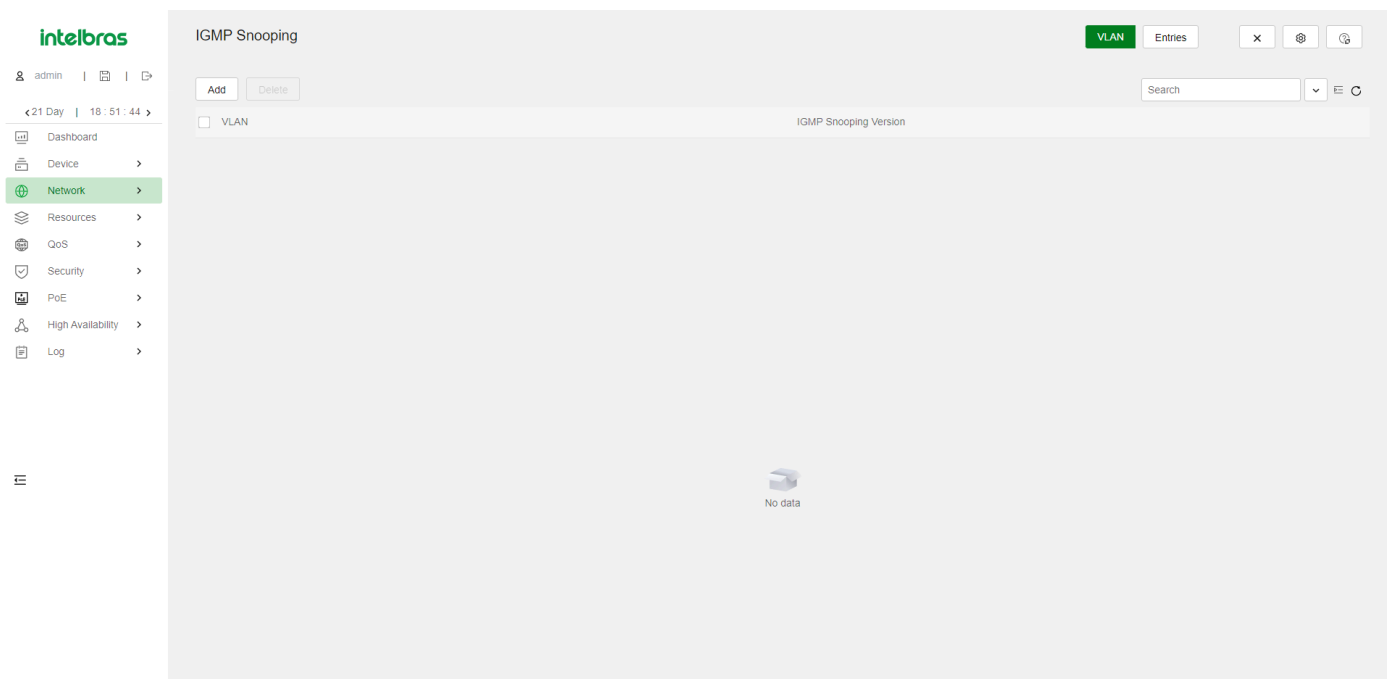 intelbras
admin | |
21 Day | 18 : 51 : 44
Dashboard
Device
Network
Resources
QoS
Security
PoE
High Availability
Log
IGMP Snooping
VLAN Entries
Add Delete
Search
VLAN IGMP Snooping Version
No data